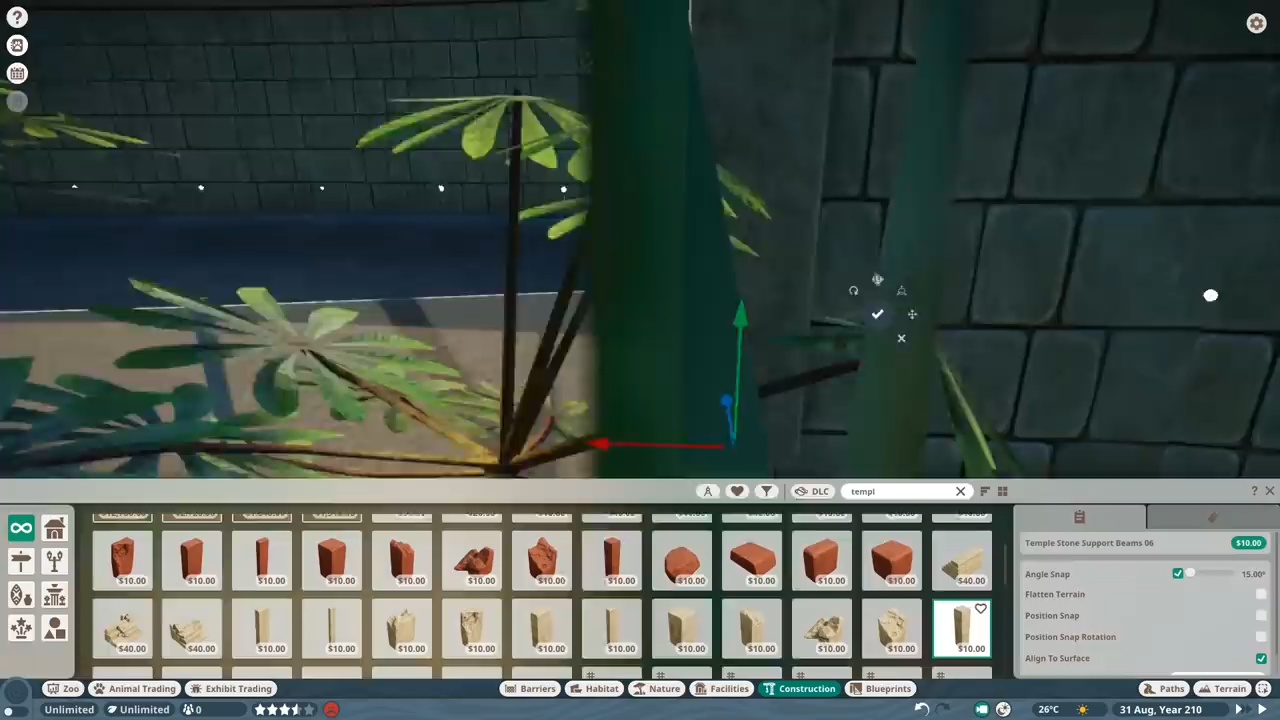 ?
DLC
templ
?
Temple Stone Support Beams 06 $10.00
$10.00 $10.00 $10.00 $10.00 $10.00 $10.00 $10.00 $10.00 $10.00 $10.00 $10.00 $10.00 $40.00
Angle Snap 15.00°
Flatten Terrain
Position Snap
$40.00 $40.00 $10.00 $10.00 $10.00 $10.00 $10.00 $10.00 $10.00 $10.00 $10.00 $10.00 $10.00
Position Snap Rotation
Align To Surface
Zoo Animal Trading Exhibit Trading Barriers Habitat Nature Facilities Construction Blueprints Paths Terrain
Unlimited Unlimited 0 26°C 31 Aug, Year 210